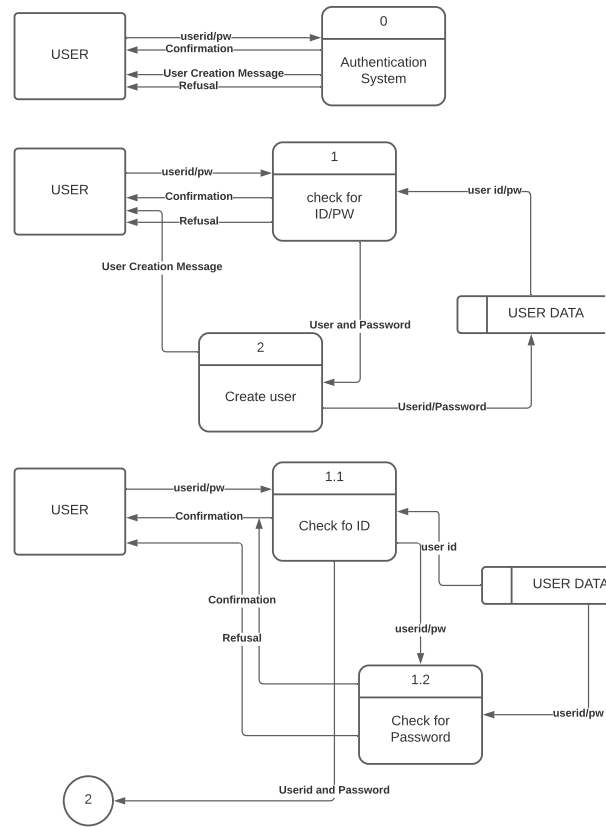 USER
userid/pw
Confirmation
User Creation Message
Refusal
0
Authentication
System
USER
userid/pw
Confirmation
Refusal
User Creation Message
1
check for
ID/PW
user id/pw
USER DATA
User and Password
2
Create user
Userid/Password
USER
userid/pw
Confirmation
1.1
Check fo ID
user id
USER DATA
Confirmation
Refusal
userid/pw
1.2
Check for
Password
userid/pw
Userid and Password
2